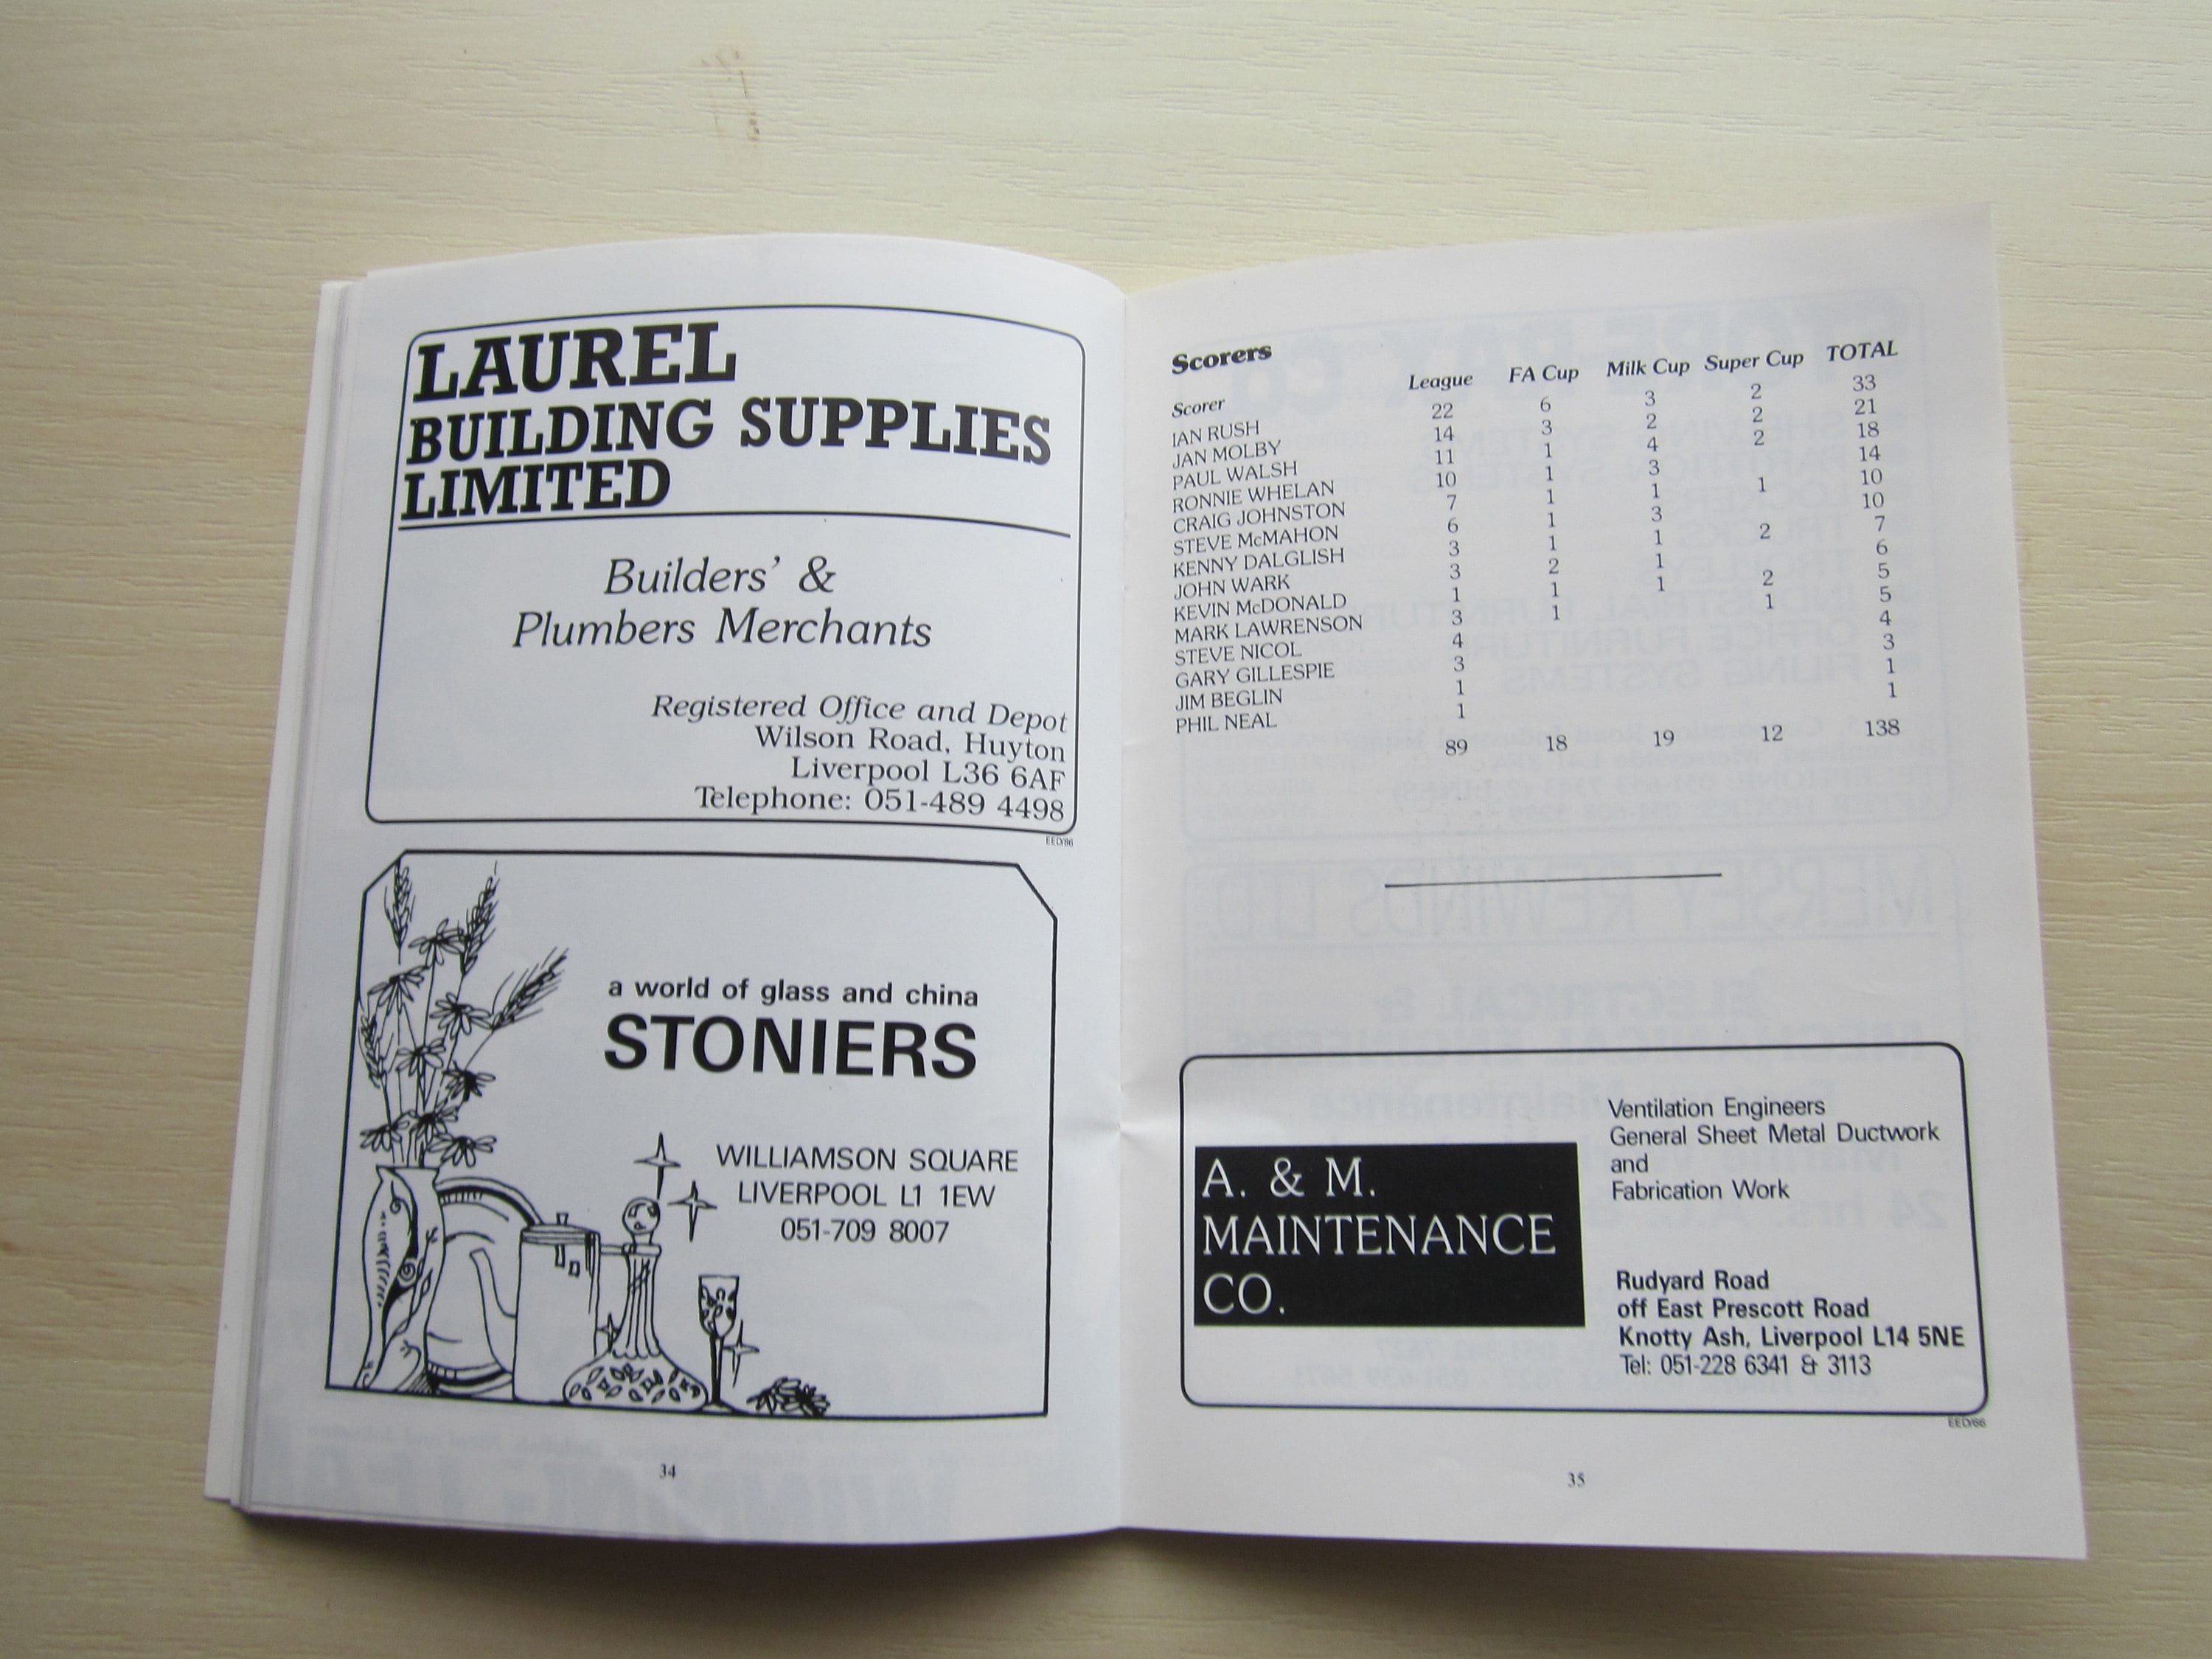 LAUREL
BUILDING SUPPLIES
LIMITED
Builders' &
Plumbers Merchants
Registered Office and Depot
Wilson Road, Huyton
Liverpool L36 6AF
Telephone: 051-489 4498
EED/86
a world of glass and china
STONIERS
WILLIAMSON SQUARE
LIVERPOOL L1 1EW
051-709 8007
34
Scorers
Scorer League FA Cup Milk Cup Super Cup TOTAL
IAN RUSH 22 6 3 2 33
JAN MOLBY 14 3 2 2 21
PAUL WALSH 11 1 4 2 18
RONNIE WHELAN 10 1 3 14
CRAIG JOHNSTON 7 1 1 1 10
STEVE McMAHON 6 1 3 10
KENNY DALGLISH 3 1 1 2 7
JOHN WARK 3 2 1 6
KEVIN McDONALD 1 1 1 2 5
MARK LAWRENSON 3 1 1 5
STEVE NICOL 4 4
GARY GILLESPIE 3 3
JIM BEGLIN 1 1
PHIL NEAL 1 1
89 18 19 12 138
A. & M.
MAINTENANCE
CO.
Ventilation Engineers
General Sheet Metal Ductwork
and
Fabrication Work
Rudyard Road
off East Prescott Road
Knotty Ash, Liverpool L14 5NE
Tel: 051-228 6341 & 3113
EED/86
35